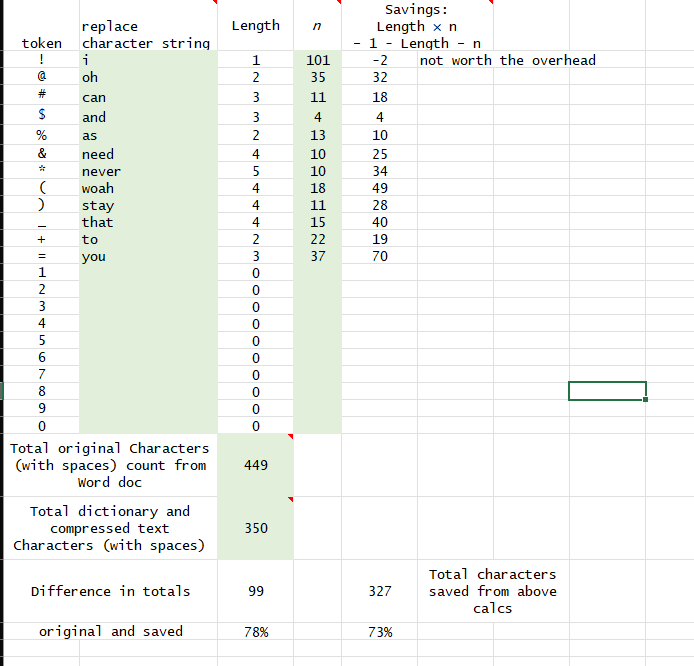 Savings:
replace Length n Length × n
token character string - 1 - Length - n
! i 1 101 -2 not worth the overhead
@ oh 2 35 32
# can 3 11 18
$ and 3 4 4
% as 2 13 10
& need 4 10 25
* never 5 10 34
( woah 4 18 49
) stay 4 11 28
_ that 4 15 40
+ to 2 22 19
= you 3 37 70
1 0
2 0
3 0
4 0
5 0
6 0
7 0
8 0
9 0
0 0
Total original Characters
(with spaces) count from 449
Word doc
Total dictionary and
compressed text 350
Characters (with spaces)
Total characters
Difference in totals 99 327 saved from above
calcs
original and saved 78% 73%